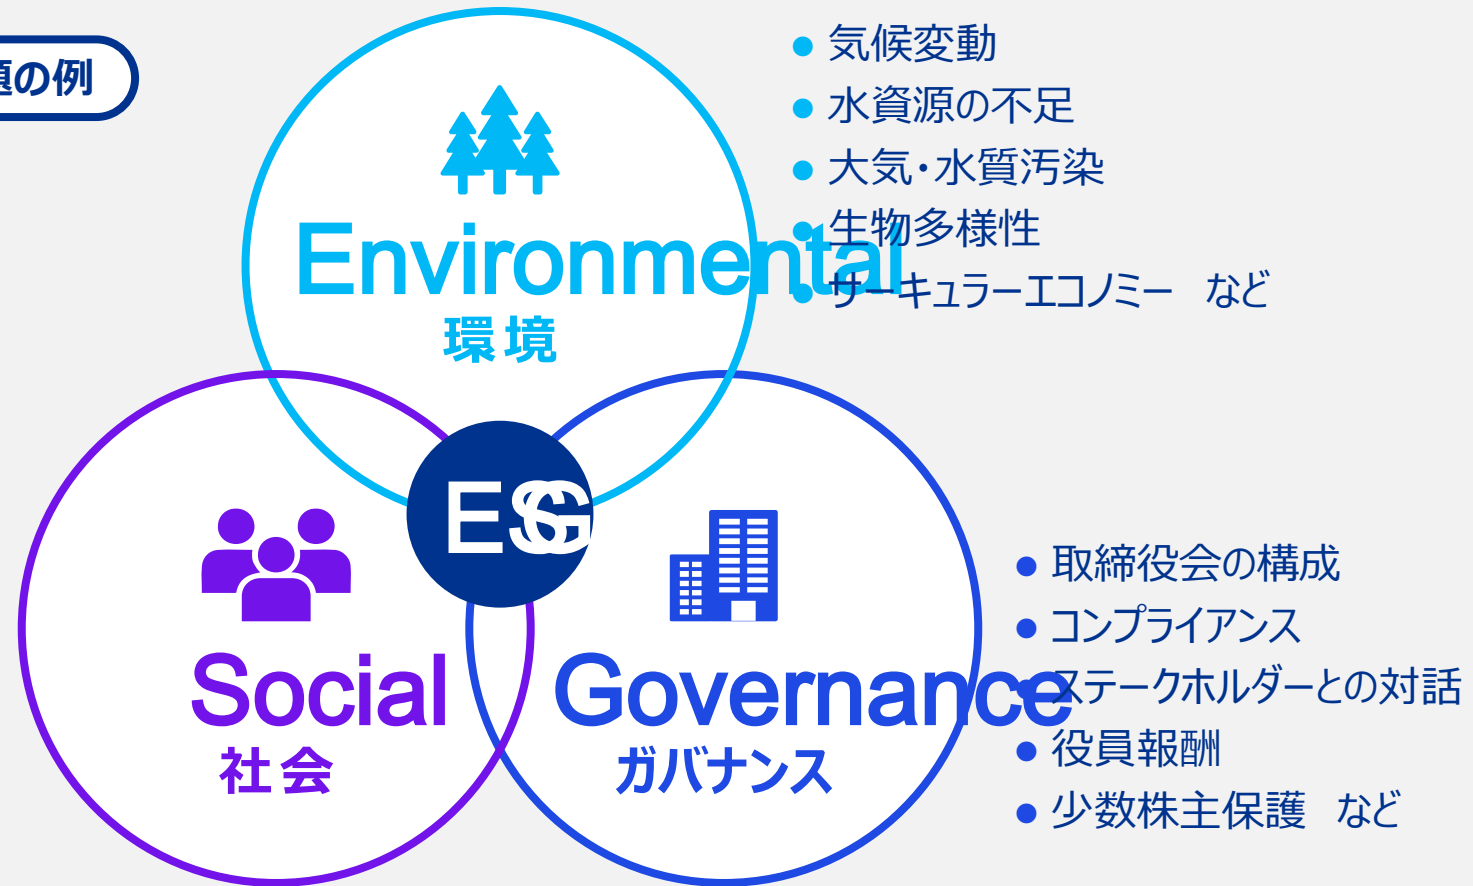 題の例
Environmental
環境
● 気候変動
● 水資源の不足
● 大気・水質汚染
● 生物多様性
● サーキュラーエコノミー　など
ESG
Social
社会
Governance
ガバナンス
● 取締役会の構成
● コンプライアンス
● ステークホルダーとの対話
● 役員報酬
● 少数株主保護　など